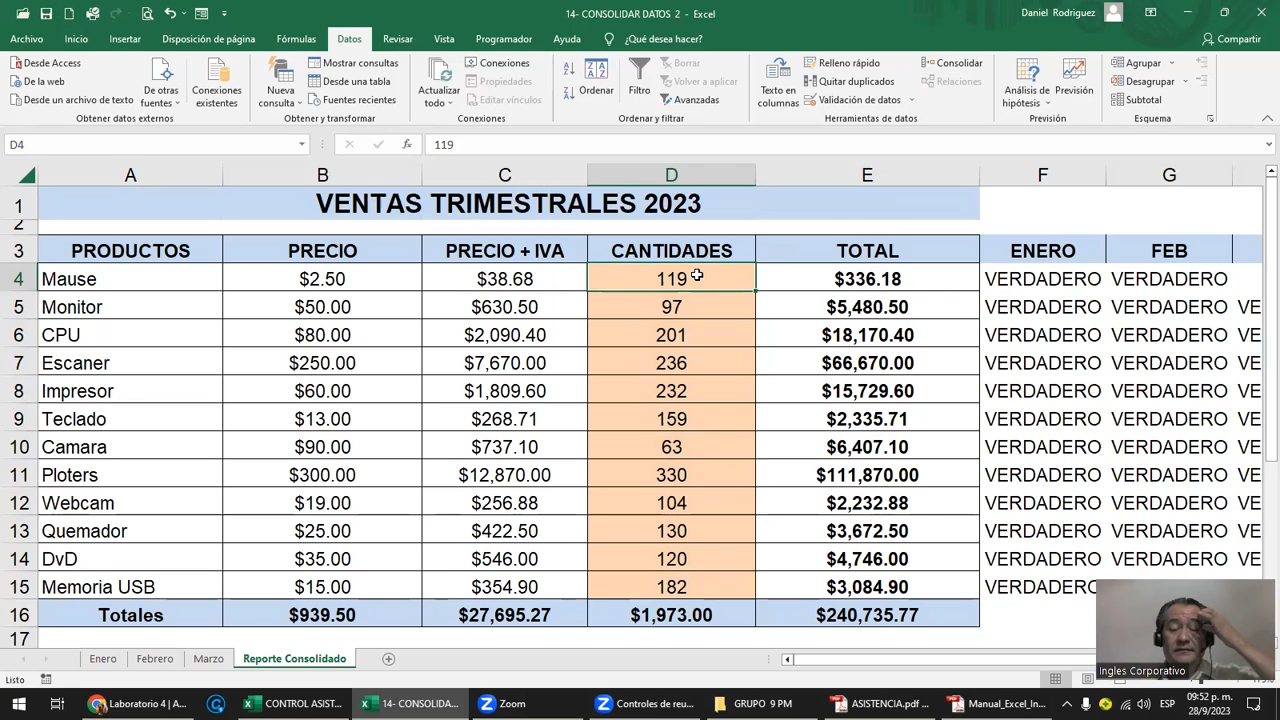 14- CONSOLIDAR DATOS 2 - Excel
Daniel Rodriguez
Archivo Inicio Insertar Disposición de página Fórmulas Datos Revisar Vista Programador Ayuda ¿Qué desea hacer? Compartir
Desde Access
De la web
Desde un archivo de texto
De otras fuentes
Conexiones existentes
Obtener datos externos
Nueva consulta
Mostrar consultas
Desde una tabla
Fuentes recientes
Obtener y transformar
Actualizar todo
Conexiones
Propiedades
Editar vínculos
Conexiones
Ordenar
Filtro
Borrar
Volver a aplicar
Avanzadas
Ordenar y filtrar
Texto en columnas
Relleno rápido
Quitar duplicados
Validación de datos
Consolidar
Relaciones
Herramientas de datos
Análisis de hipótesis
Previsión
Previsión
Agrupar
Desagrupar
Subtotal
Esquema
D4 119
A B C D E F G
1 VENTAS TRIMESTRALES 2023
2
3 PRODUCTOS PRECIO PRECIO + IVA CANTIDADES TOTAL ENERO FEB
4 Mause $2.50 $38.68 119 $336.18 VERDADERO VERDADERO
5 Monitor $50.00 $630.50 97 $5,480.50 VERDADERO VERDADERO VE
6 CPU $80.00 $2,090.40 201 $18,170.40 VERDADERO VERDADERO VE
7 Escaner $250.00 $7,670.00 236 $66,670.00 VERDADERO VERDADERO VE
8 Impresor $60.00 $1,809.60 232 $15,729.60 VERDADERO VERDADERO VE
9 Teclado $13.00 $268.71 159 $2,335.71 VERDADERO VERDADERO VE
10 Camara $90.00 $737.10 63 $6,407.10 VERDADERO VERDADERO VE
11 Ploters $300.00 $12,870.00 330 $111,870.00 VERDADERO VERDADERO VE
12 Webcam $19.00 $256.88 104 $2,232.88 VERDADERO VERDADERO VE
13 Quemador $25.00 $422.50 130 $3,672.50 VERDADERO VERDADERO VE
14 DvD $35.00 $546.00 120 $4,746.00 VERDADERO VERDADERO VE
15 Memoria USB $15.00 $354.90 182 $3,084.90 VERDADERO
16 Totales $939.50 $27,695.27 $1,973.00 $240,735.77
17
ingles Corporativo
Enero Febrero Marzo Reporte Consolidado
Listo
Laboratorio 4 | A... CONTROL ASIST... 14- CONSOLIDA... Zoom Controles de reu... GRUPO 9 PM ASISTENCIA.pdf ... Manual_Excel_In... ESP
09:52 p. m.
28/9/2023